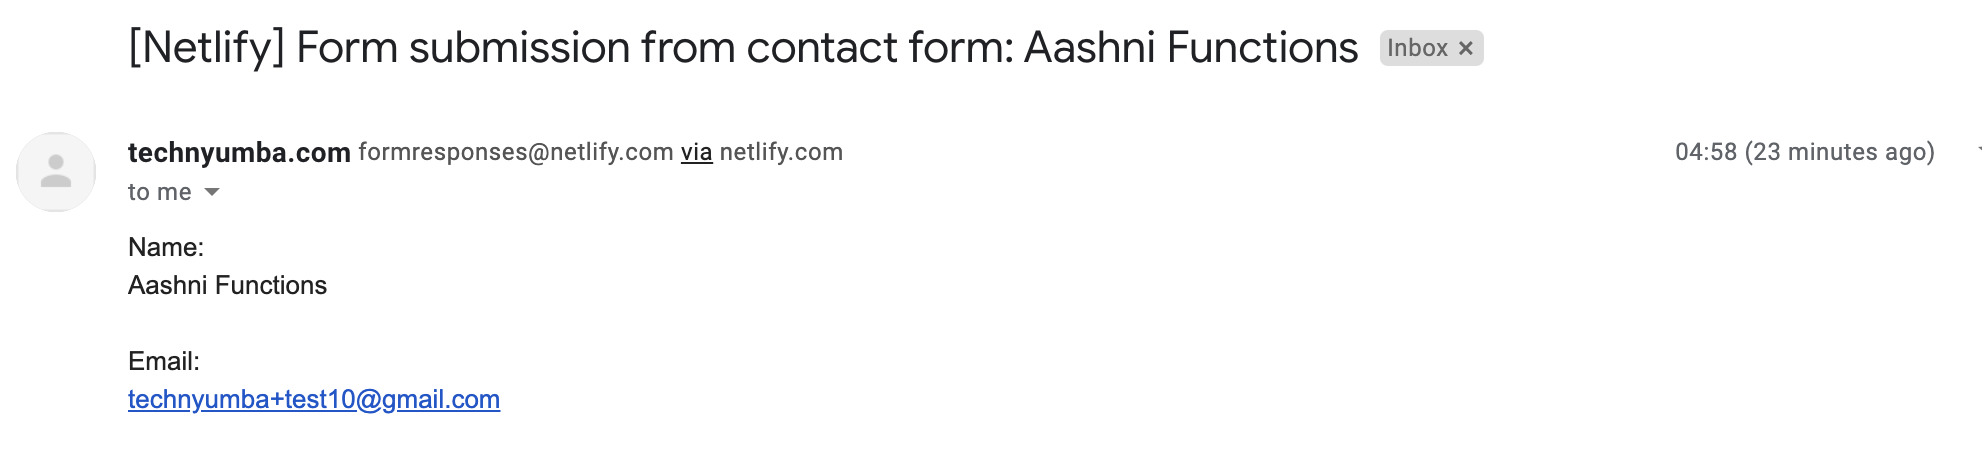 [Netlify] Form submission from contact form: Aashni Functions Inbox ×
technyumba.com formresponses@netlify.com via netlify.com 04:58 (23 minutes ago)
to me
Name:
Aashni Functions
Email:
technyumba+test10@gmail.com